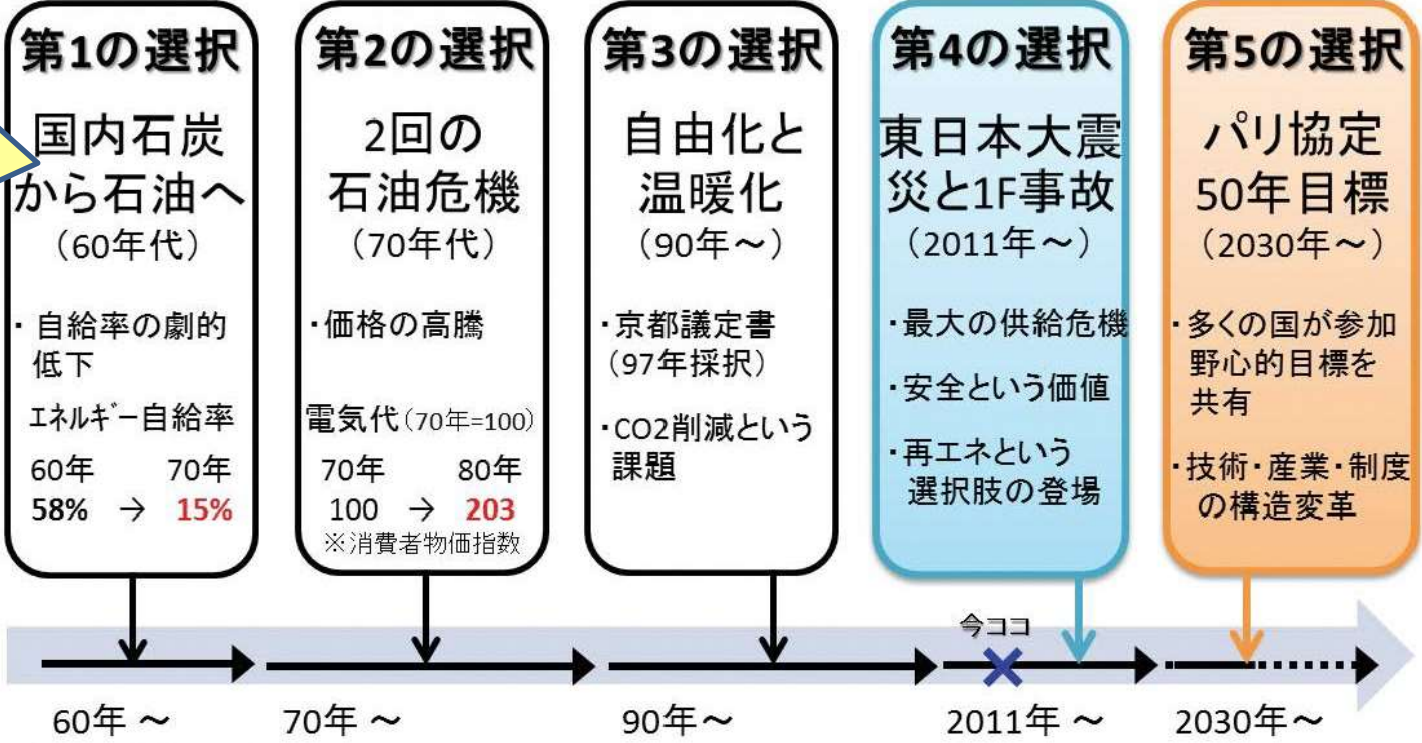 第1の選択
国内石炭
から石油へ
（60年代）
・自給率の劇的
低下
ｴﾈﾙｷﾞｰ自給率
60年 70年
58% → 15%
第2の選択
2回の
石油危機
（70年代）
・価格の高騰
電気代（70年=100）
70年 80年
100 → 203
※消費者物価指数
第3の選択
自由化と
温暖化
（90年～）
・京都議定書
（97年採択）
・CO2削減という
課題
第4の選択
東日本大震
災と1F事故
（2011年～）
・最大の供給危機
・安全という価値
・再エネという
選択肢の登場
第5の選択
パリ協定
50年目標
（2030年～）
・多くの国が参加
野心的目標を
共有
・技術・産業・制度
の構造変革
今ココ
60年 ～ 70年 ～ 90年～ 2011年 ～ 2030年～